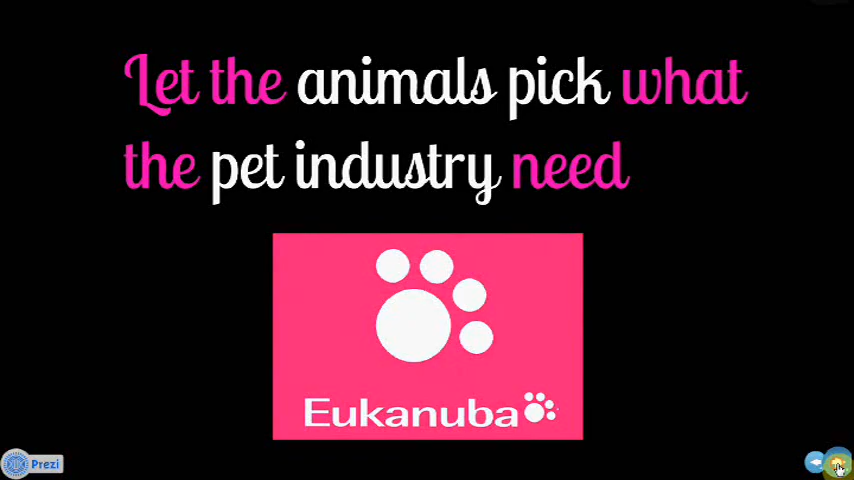 Let the animals pick what
the pet industry need
Eukanuba
Prezi